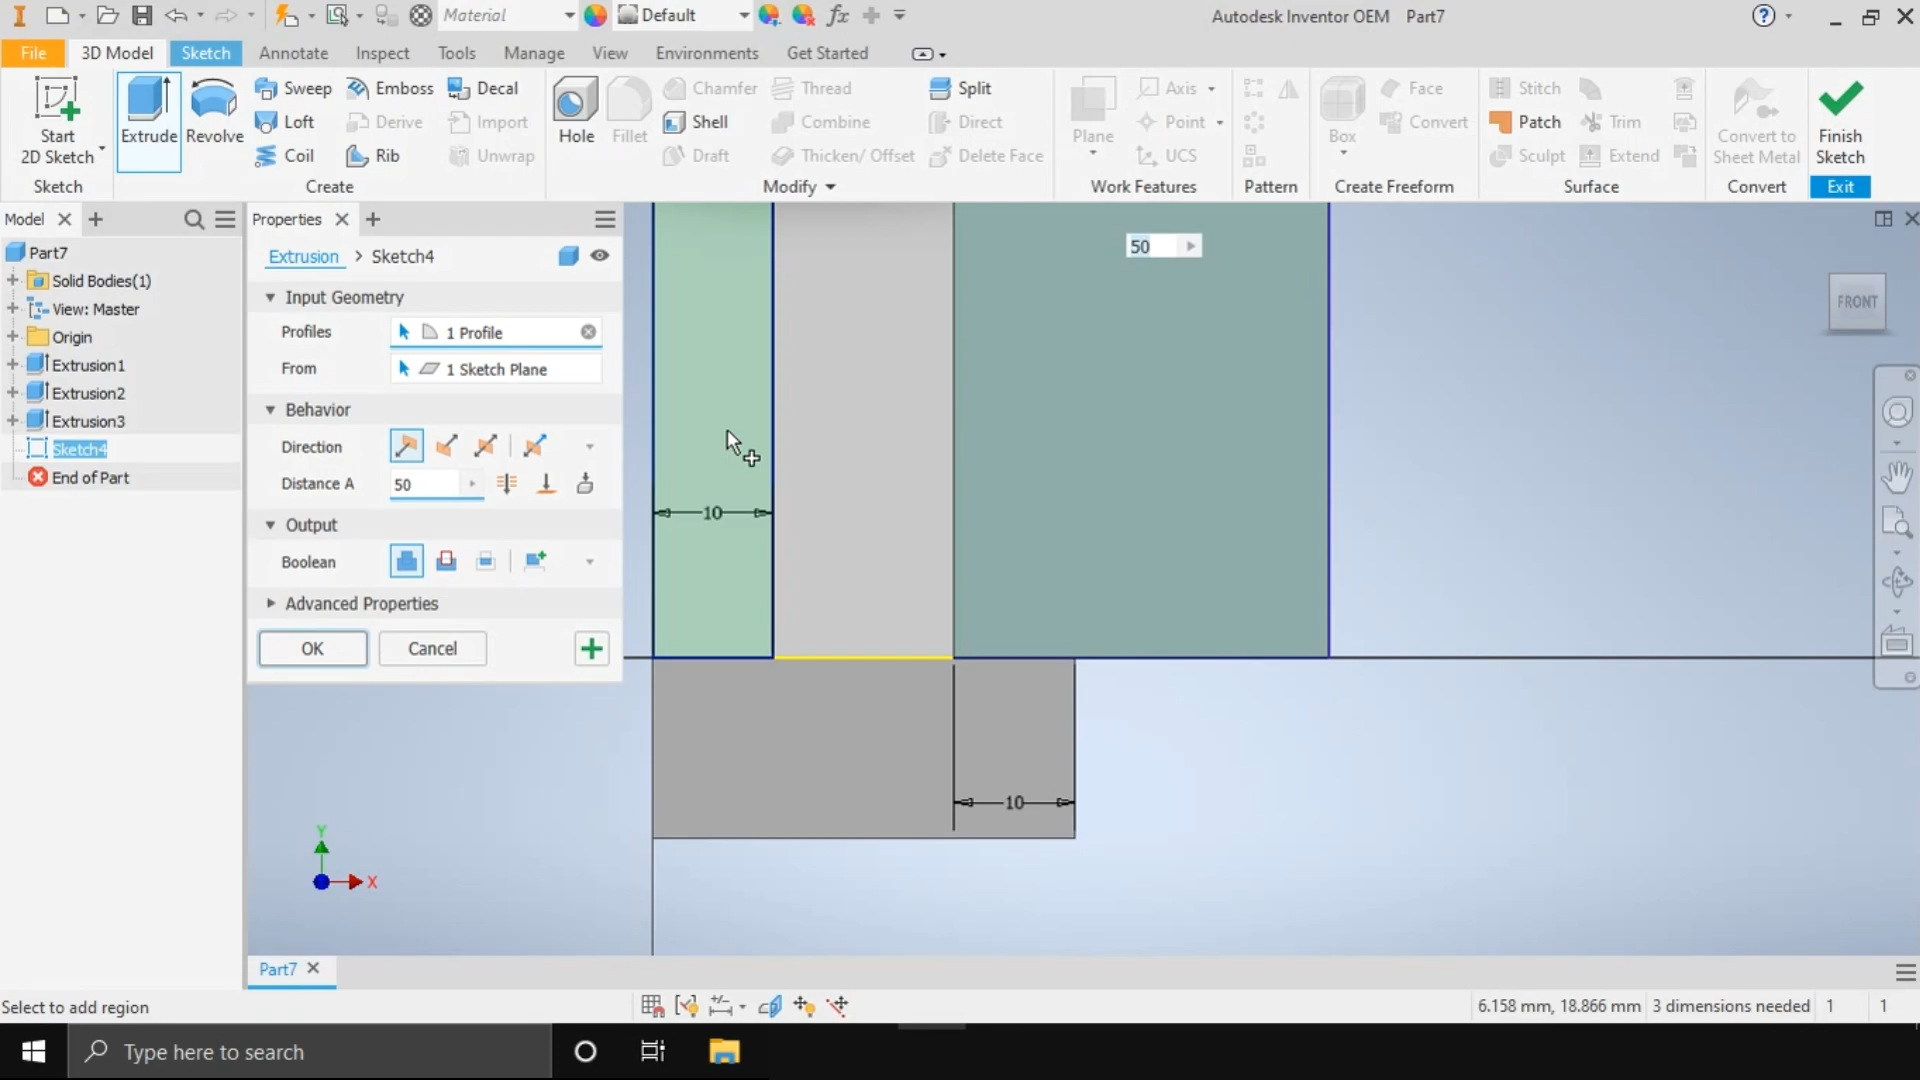 Material
Default
Autodesk Inventor OEM Part7
File
3D Model
Sketch
Annotate
Inspect
Tools
Manage
View
Environments
Get Started
Start
2D Sketch
Extrude
Revolve
Sweep
Loft
Coil
Emboss
Derive
Rib
Decal
Import
Unwrap
Hole
Fillet
Chamfer
Shell
Draft
Thread
Combine
Thicken/ Offset
Split
Direct
Delete Face
Plane
Axis
Point
UCS
Box
Face
Convert
Stitch
Patch
Sculpt
Trim
Extend
Convert to
Sheet Metal
Finish
Sketch
Sketch
Create
Modify
Work Features
Pattern
Create Freeform
Surface
Convert
Exit
Model
Part7
Solid Bodies(1)
View: Master
Origin
Extrusion1
Extrusion2
Extrusion3
Sketch4
End of Part
Properties
Extrusion > Sketch4
Input Geometry
Profiles 1 Profile
From 1 Sketch Plane
Behavior
Direction
Distance A 50
Output
Boolean
Advanced Properties
OK Cancel
50
FRONT
10
10
Y
X
Part7
Select to add region
6.158 mm, 18.866 mm 3 dimensions needed 1 1
Type here to search